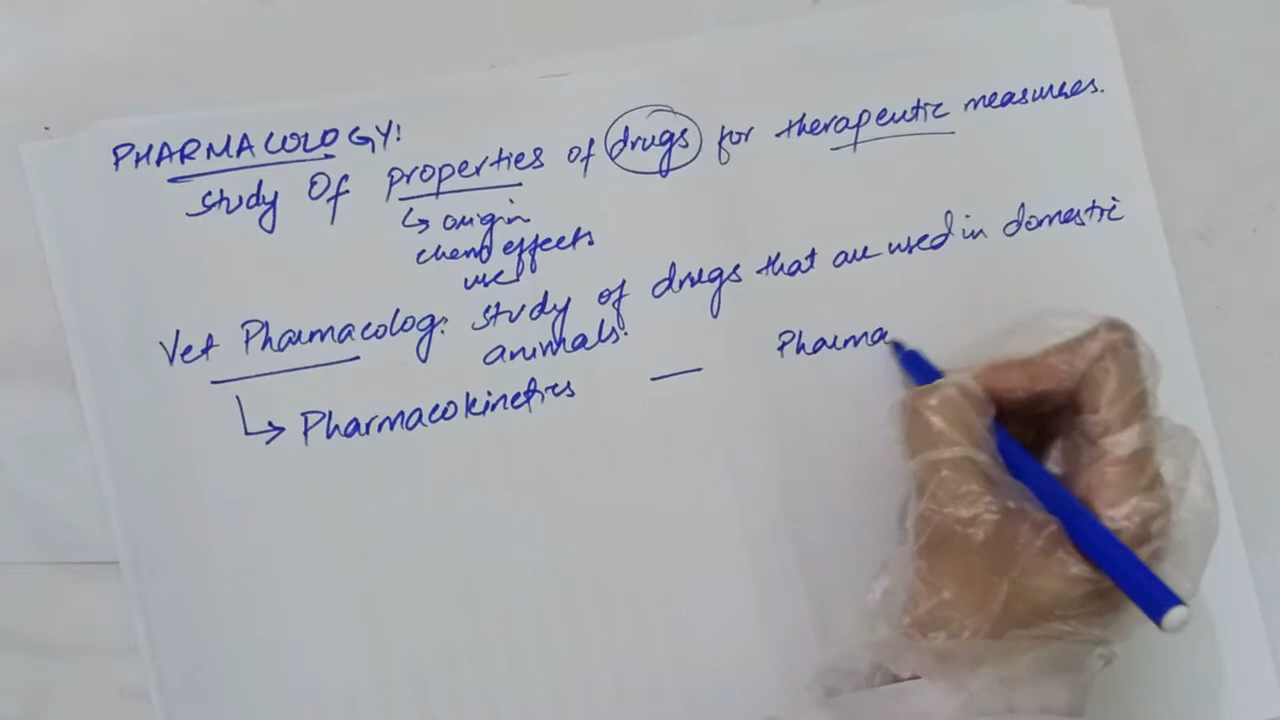 PHARMACOLOGY:
Study Of properties of drugs for therapeutic measures.
↳ origin
chem effects
use
Vet Pharmacolog: study of drugs that are used in domestic
animals.
↳ Pharmacokinetics — Pharma